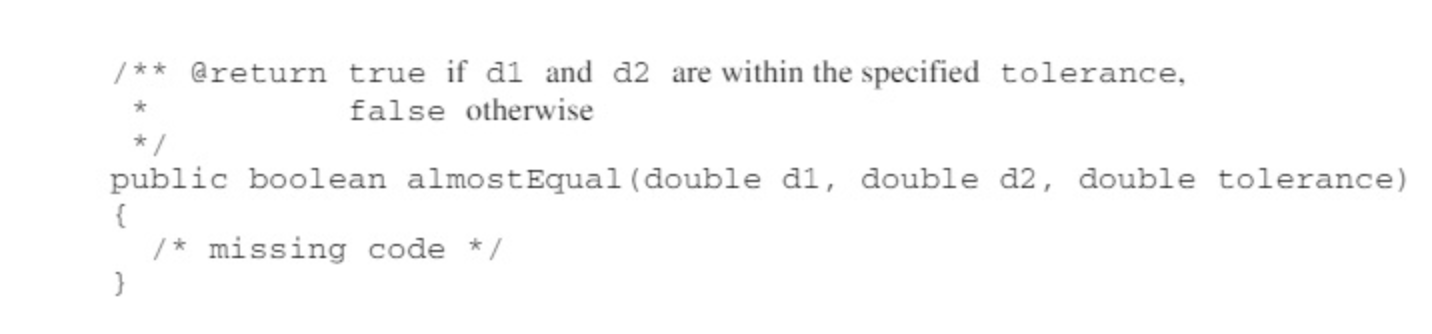 /** @return true if d1 and d2 are within the specified tolerance,
* false otherwise
*/
public boolean almostEqual(double d1, double d2, double tolerance)
{
/* missing code */
}